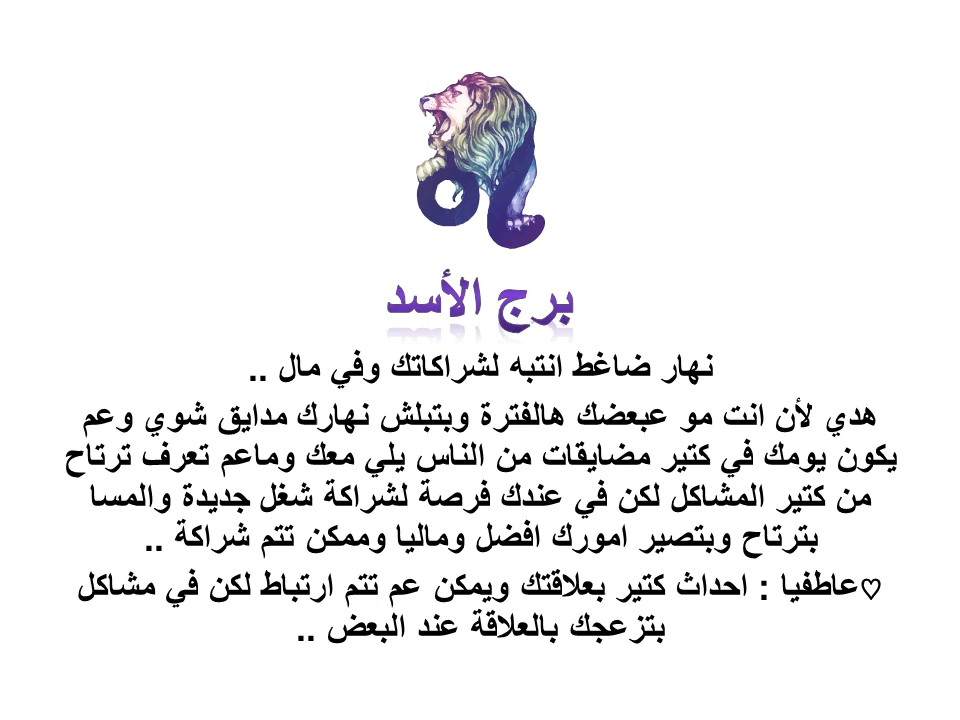 برج الأسد
نهار ضاغط انتبه لشراكاتك وفي مال ..
هدي لأن انت مو عبعضك هالفترة وبتبلش نهارك مدايق شوي وعم
يكون يومك في كتير مضايقات من الناس يلي معك وماعم تعرف ترتاح
من كتير المشاكل لكن في عندك فرصة لشراكة شغل جديدة والمسا
بترتاح وبتصير امورك افضل وماليا وممكن تتم شراكة ..
♡عاطفيا : احداث كتير بعلاقتك ويمكن عم تتم ارتباط لكن في مشاكل
بتزعجك بالعلاقة عند البعض ..